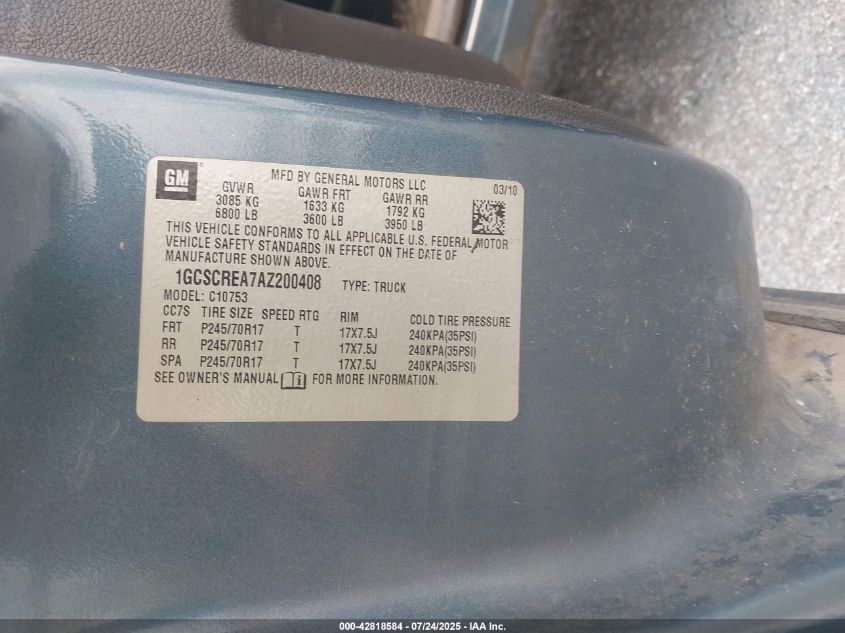 GM
MFD BY GENERAL MOTORS LLC 03/10
GVWR GAWR FRT GAWR RR
3085 KG 1633 KG 1792 KG
6800 LB 3600 LB 3950 LB
THIS VEHICLE CONFORMS TO ALL APPLICABLE U.S. FEDERAL MOTOR
VEHICLE SAFETY STANDARDS IN EFFECT ON THE DATE OF
MANUFACTURE SHOWN ABOVE.
1GCSCREA7AZ200408 TYPE: TRUCK
MODEL: C10753
CC7S TIRE SIZE SPEED RTG RIM COLD TIRE PRESSURE
FRT P245/70R17 T 17X7.5J 240KPA(35PSI)
RR P245/70R17 T 17X7.5J 240KPA(35PSI)
SPA P245/70R17 T 17X7.5J 240KPA(35PSI)
SEE OWNER'S MANUAL i FOR MORE INFORMATION.
000-42818584 - 07/24/2025 - IAA Inc.